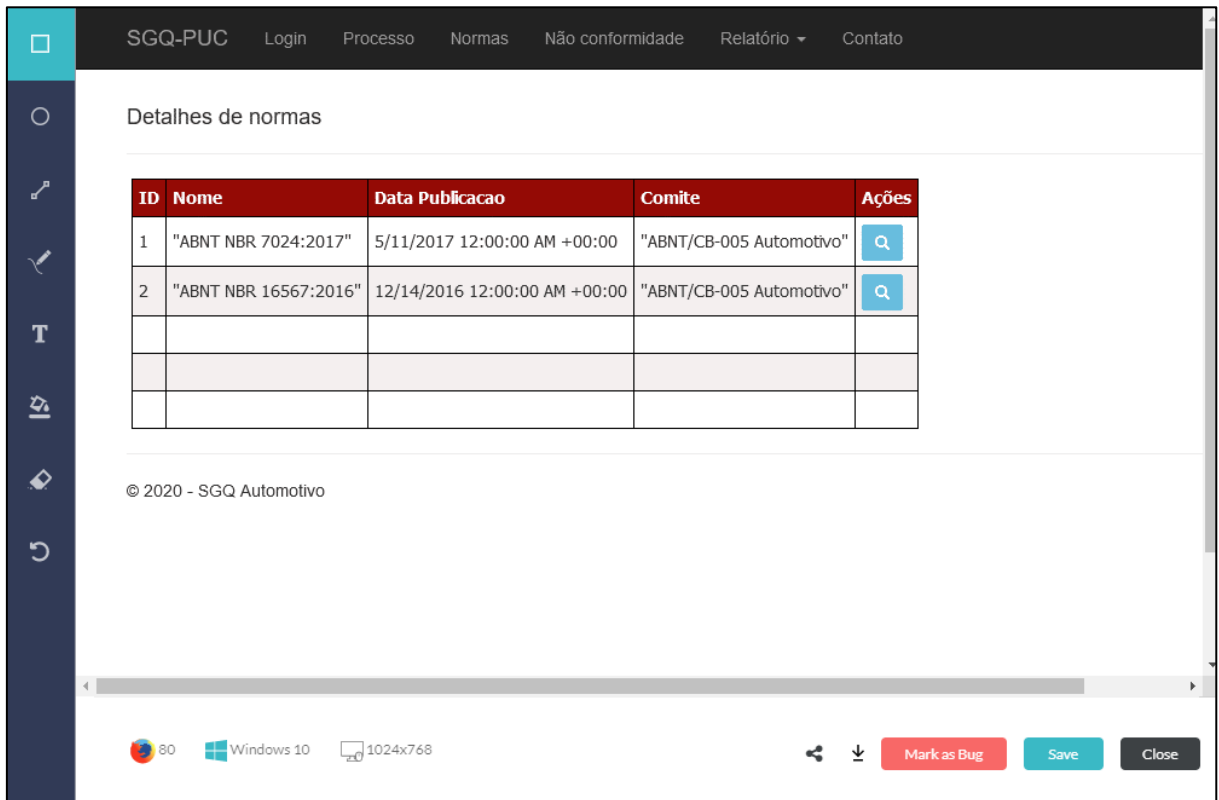 SGQ-PUC Login Processo Normas Não conformidade Relatório Contato
Detalhes de normas
ID Nome Data Publicacao Comite Ações
1 "ABNT NBR 7024:2017" 5/11/2017 12:00:00 AM +00:00 "ABNT/CB-005 Automotivo"
2 "ABNT NBR 16567:2016" 12/14/2016 12:00:00 AM +00:00 "ABNT/CB-005 Automotivo"
T
© 2020 - SGQ Automotivo
80 Windows 10 1024x768 Mark as Bug Save Close